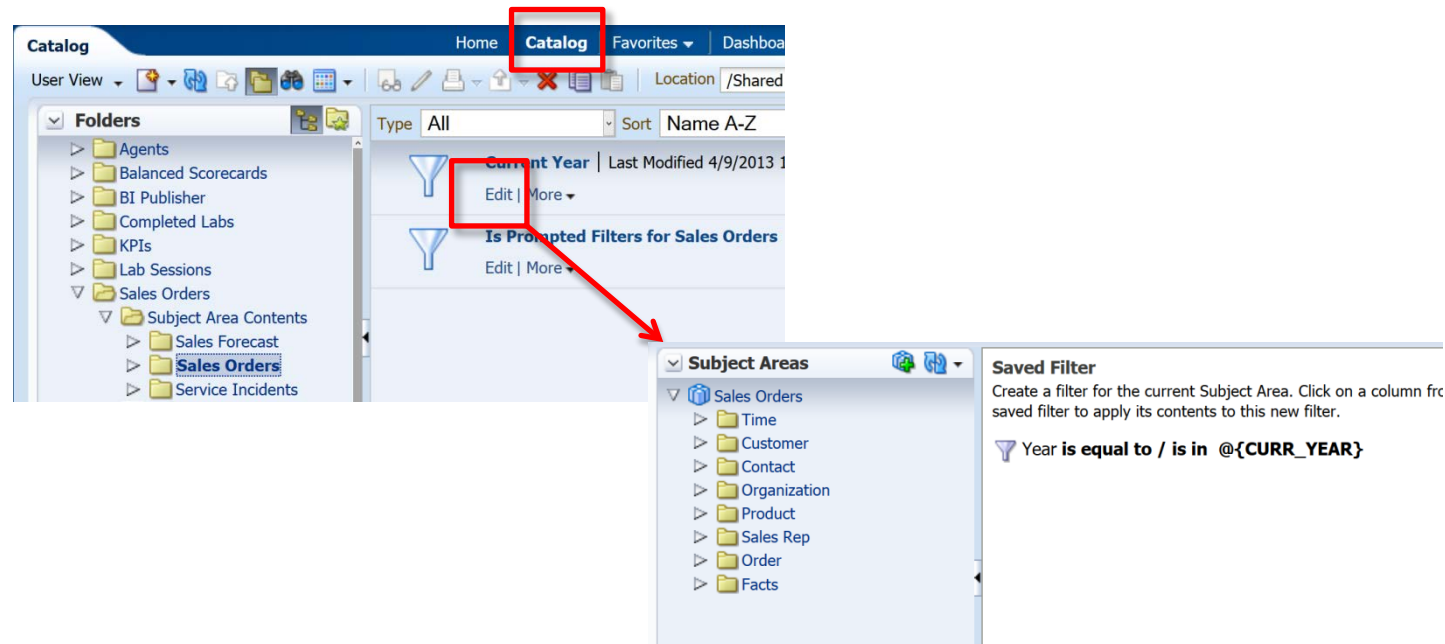 Catalog
Home Catalog Favorites Dashboa
User View Location /Shared
Folders
Type All Sort Name A-Z
Agents
Balanced Scorecards
BI Publisher
Completed Labs
KPIs
Lab Sessions
Sales Orders
Subject Area Contents
Sales Forecast
Sales Orders
Service Incidents
Current Year | Last Modified 4/9/2013 1
Edit | More
Is Prompted Filters for Sales Orders
Edit | More
Subject Areas
Sales Orders
Time
Customer
Contact
Organization
Product
Sales Rep
Order
Facts
Saved Filter
Create a filter for the current Subject Area. Click on a column fro
saved filter to apply its contents to this new filter.
Year is equal to / is in @{CURR_YEAR}